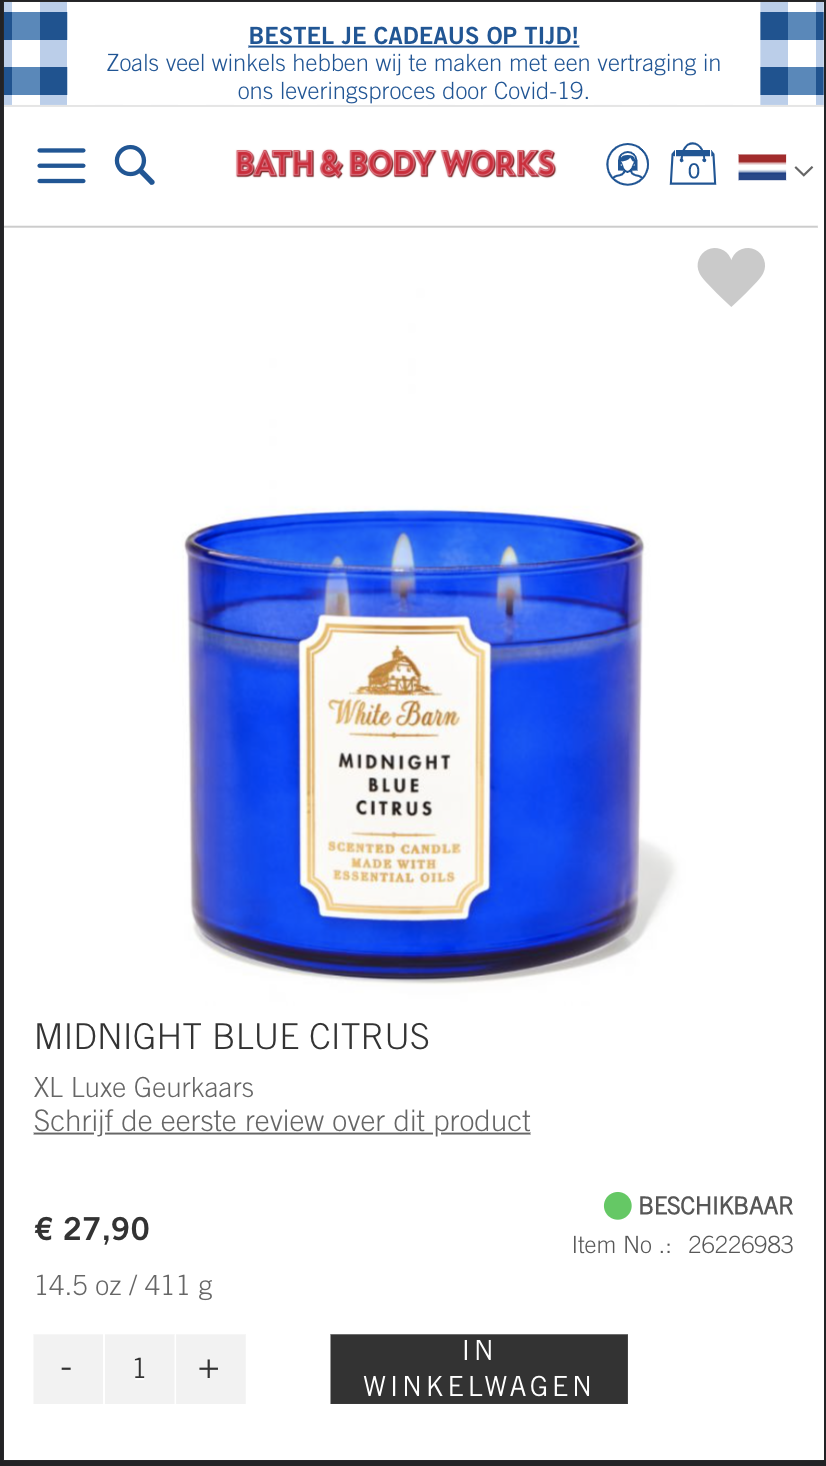 BESTEL JE CADEAUS OP TIJD!
Zoals veel winkels hebben wij te maken met een vertraging in
ons leveringsproces door Covid-19.
BATH & BODY WORKS
0
White Barn
MIDNIGHT
BLUE
CITRUS
SCENTED CANDLE
MADE WITH
ESSENTIAL OILS
MIDNIGHT BLUE CITRUS
XL Luxe Geurkaars
Schrijf de eerste review over dit product
BESCHIKBAAR
€ 27,90
Item No .: 26226983
14.5 oz / 411 g
- 1 +
IN
WINKELWAGEN